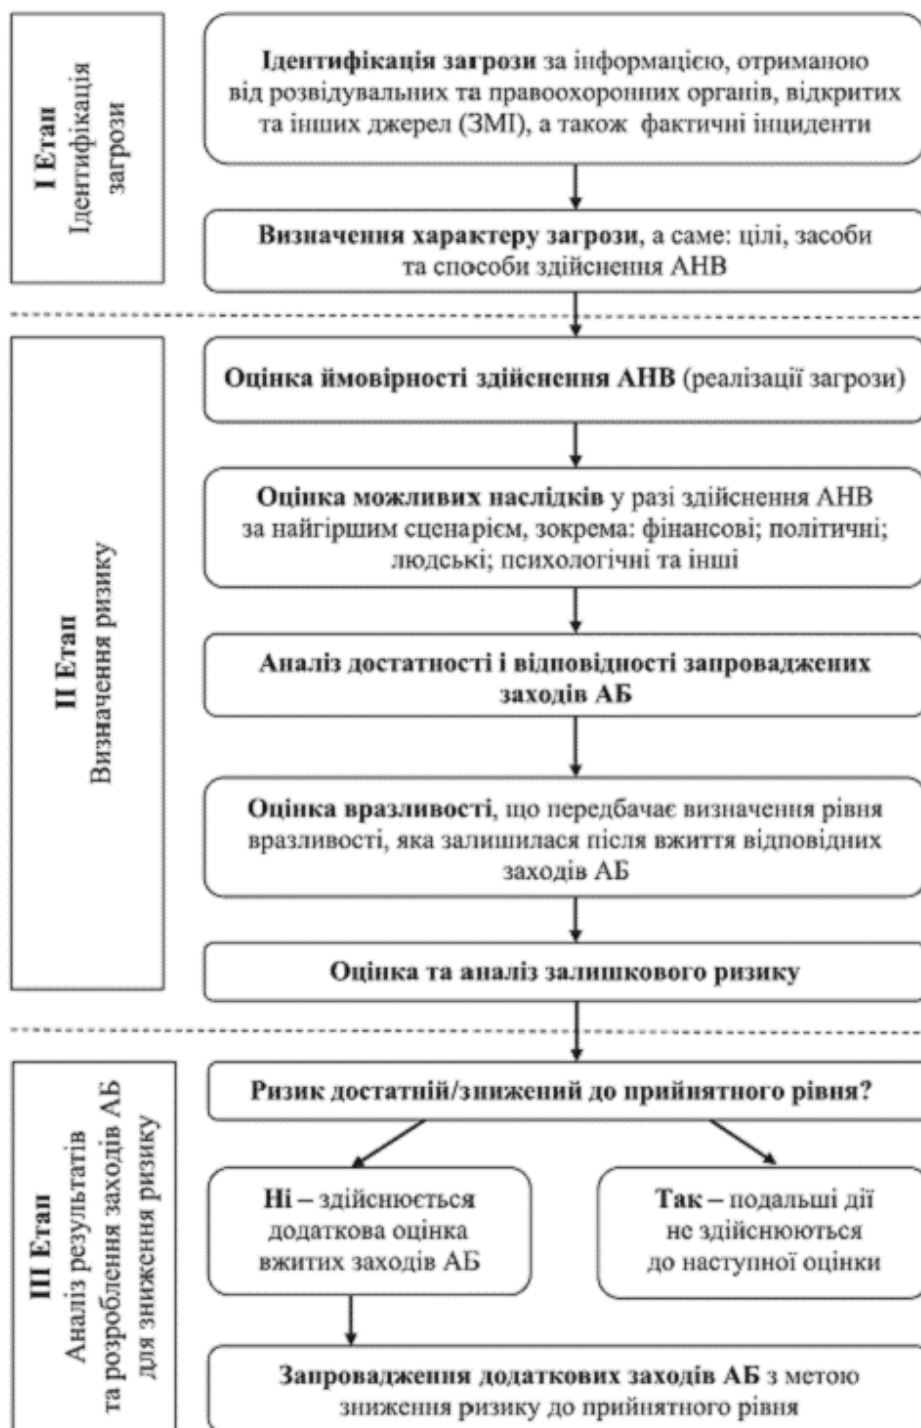 I Етап
Ідентифікація
загрози
Ідентифікація загрози за інформацією, отриманою
від розвідувальних та правоохоронних органів, відкритих
та інших джерел (ЗМІ), а також фактичні інциденти
Визначення характеру загрози, а саме: цілі, засоби
та способи здійснення АНВ
II Етап
Визначення ризику
Оцінка ймовірності здійснення АНВ (реалізації загрози)
Оцінка можливих наслідків у разі здійснення АНВ
за найгіршим сценарієм, зокрема: фінансові; політичні;
людські; психологічні та інші
Аналіз достатності і відповідності запроваджених
заходів АБ
Оцінка вразливості, що передбачає визначення рівня
вразливості, яка залишилася після вжиття відповідних
заходів АБ
Оцінка та аналіз залишкового ризику
III Етап
Аналіз результатів
та розроблення заходів АБ
для зниження ризику
Ризик достатній/знижений до прийнятного рівня?
Ні – здійснюється
додаткова оцінка
вжитих заходів АБ
Так – подальші дії
не здійснюються
до наступної оцінки
Запровадження додаткових заходів АБ з метою
зниження ризику до прийнятного рівня